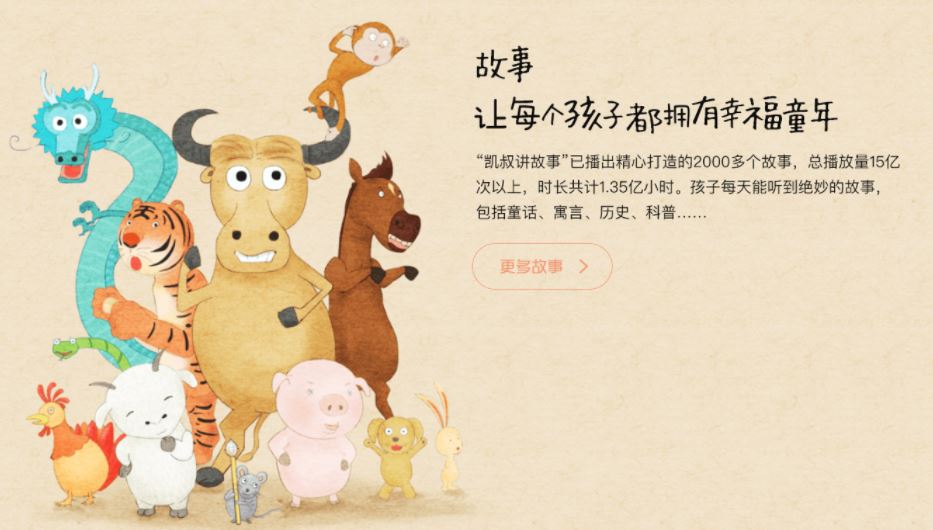 故事
让每个孩子都拥有幸福童年
“凯叔讲故事”已播出精心打造的2000多个故事，总播放量15亿
次以上，时长共计1.35亿小时。孩子每天能听到绝妙的故事，
包括童话、寓言、历史、科普……
更多故事 >